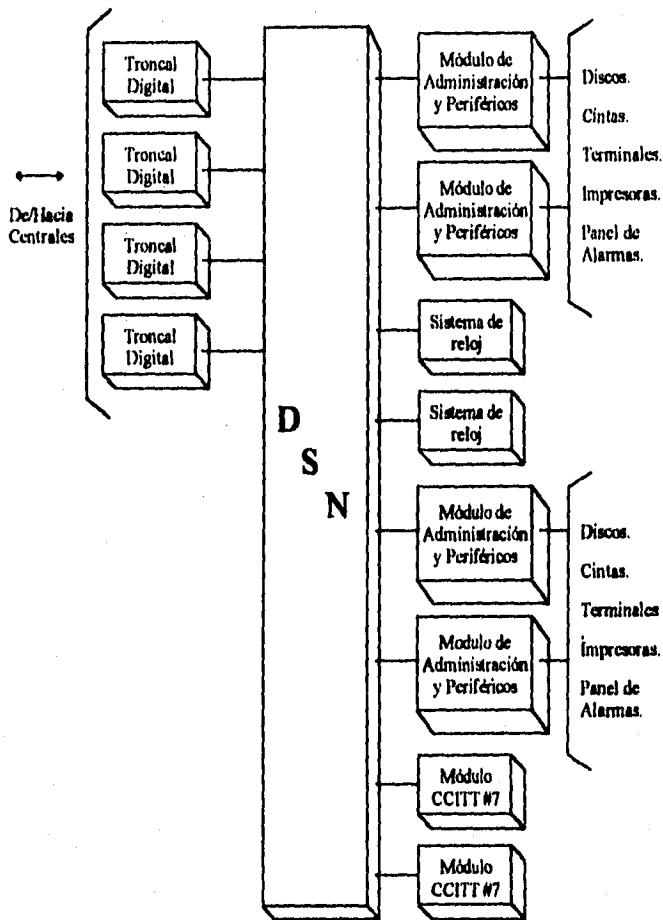 Troncal
Digital
Troncal
Digital
Troncal
Digital
Troncal
Digital
De/Hacia
Centrales
D
S
N
Módulo de
Administración
y Periféricos
Módulo de
Administración
y Periféricos
Discos.
Cintas.
Terminales.
Impresoras.
Panel de
Alarmas.
Sistema de
reloj
Sistema de
reloj
Módulo de
Administración
y Periféricos
Modulo de
Administración
y Periféricos
Discos.
Cintas.
Terminales
Impresoras.
Panel de
Alarmas.
Módulo
CCITT #7
Módulo
CCITT #7